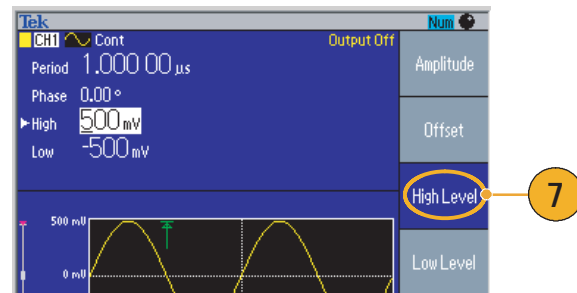 Tek
Num
CH1 Cont
Output Off
Period 1.000 00 µs
Phase 0.00 °
High 500 mV
Low -500 mV
Amplitude
Offset
High Level
7
Low Level
500 mV
0 mV